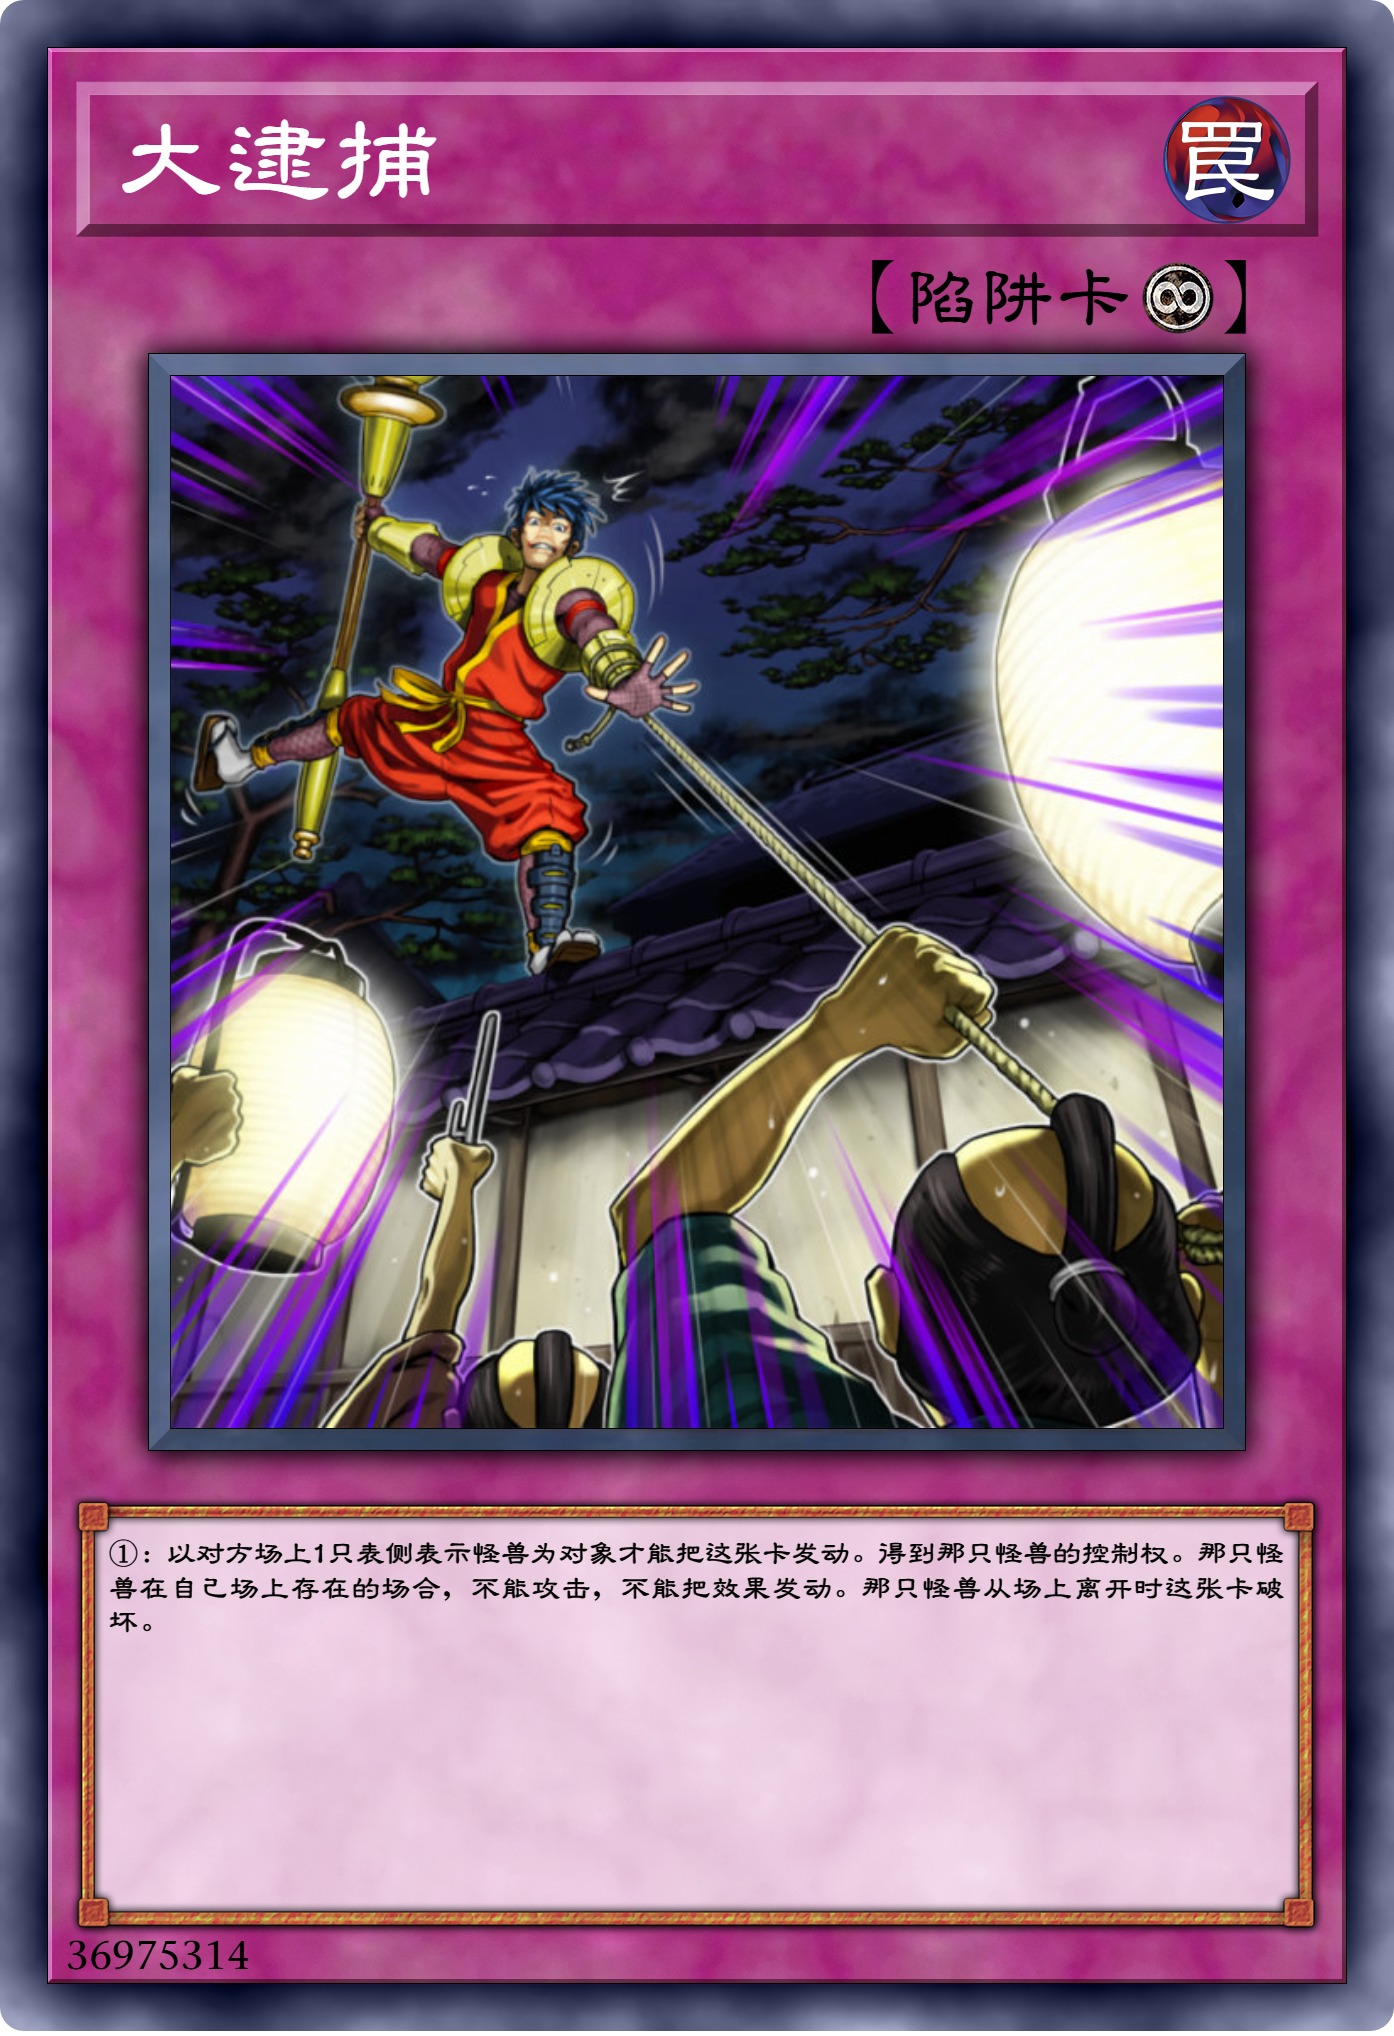 大逮捕
罠
【陷阱卡】
①：以对方场上1只表侧表示怪兽为对象才能把这张卡发动。得到那只怪兽的控制权。那只怪
兽在自己场上存在的场合，不能攻击，不能把效果发动。那只怪兽从场上离开时这张卡破
坏。
36975314